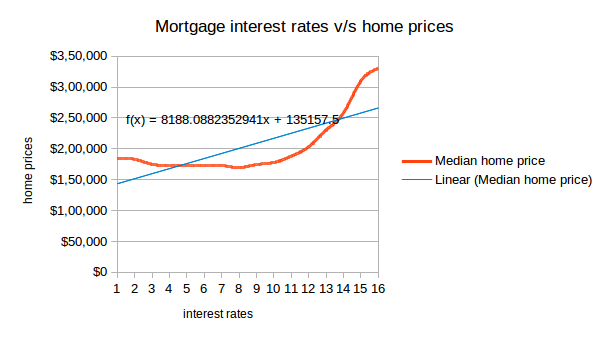 Mortgage interest rates v/s home prices
$3,50,000
$3,00,000
$2,50,000
$2,00,000
$1,50,000
$1,00,000
$50,000
$0
home prices
f(x) = 8188.0882352941x + 135157.5
1 2 3 4 5 6 7 8 9 10 11 12 13 14 15 16
interest rates
Median home price
Linear (Median home price)